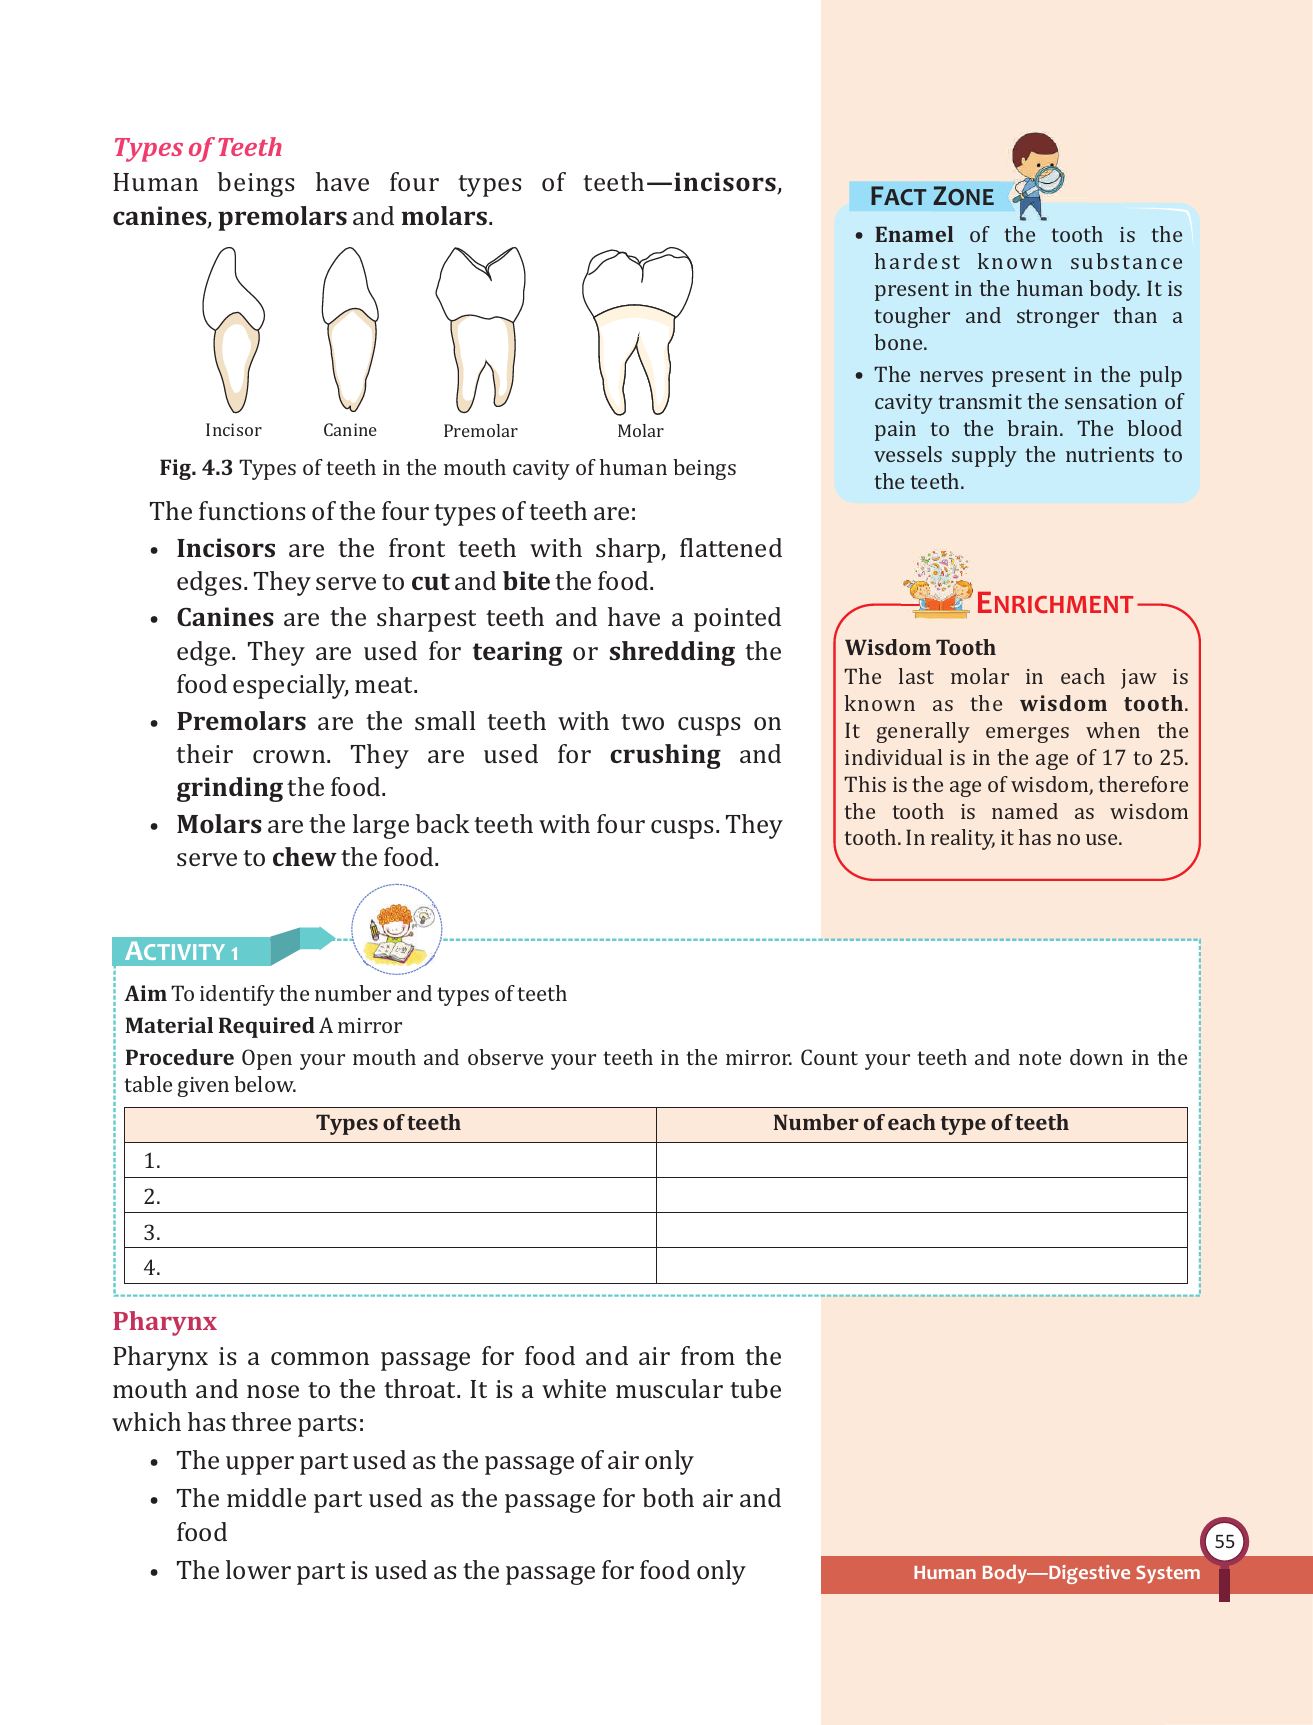 Types of Teeth
Human beings have four types of teeth—incisors,
canines, premolars and molars.
Incisor
Canine
Premolar
Molar
Fig. 4.3 Types of teeth in the mouth cavity of human beings
The functions of the four types of teeth are:
• Incisors are the front teeth with sharp, flattened
edges. They serve to cut and bite the food.
• Canines are the sharpest teeth and have a pointed
edge. They are used for tearing or shredding the
food especially, meat.
• Premolars are the small teeth with two cusps on
their crown. They are used for crushing and
grinding the food.
• Molars are the large back teeth with four cusps. They
serve to chew the food.
FACT ZONE
• Enamel of the tooth is the
hardest known substance
present in the human body. It is
tougher and stronger than a
bone.
• The nerves present in the pulp
cavity transmit the sensation of
pain to the brain. The blood
vessels supply the nutrients to
the teeth.
ENRICHMENT
Wisdom Tooth
The last molar in each jaw is
known as the wisdom tooth.
It generally emerges when the
individual is in the age of 17 to 25.
This is the age of wisdom, therefore
the tooth is named as wisdom
tooth. In reality, it has no use.
ACTIVITY 1
Aim To identify the number and types of teeth
Material Required A mirror
Procedure Open your mouth and observe your teeth in the mirror. Count your teeth and note down in the
table given below.
Types of teeth Number of each type of teeth
1.
2.
3.
4.
Pharynx
Pharynx is a common passage for food and air from the
mouth and nose to the throat. It is a white muscular tube
which has three parts:
• The upper part used as the passage of air only
• The middle part used as the passage for both air and
food
• The lower part is used as the passage for food only
55
Human Body—Digestive System